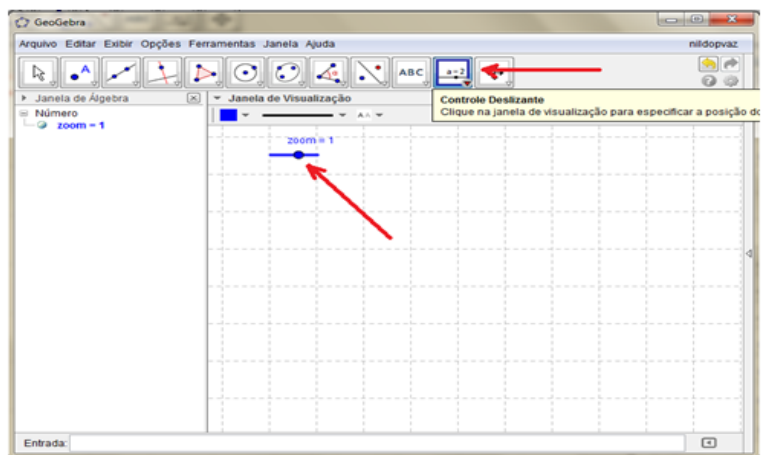 GeoGebra
Arquivo Editar Exibir Opções Ferramentas Janela Ajuda nildopvaz
A ABC a=2
Janela de Álgebra Janela de Visualização
Controle Deslizante
Clique na janela de visualização para especificar a posição do
Número
zoom = 1
AA
zoom = 1
Entrada: